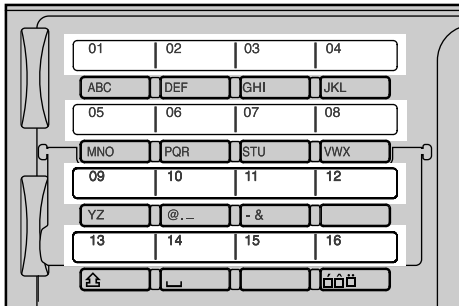 01 02 03 04
ABC DEF GHI JKL
05 06 07 08
MNO PQR STU VWX
09 10 11 12
YZ @._ - &
13 14 15 16
⇧ ⎵ óôö